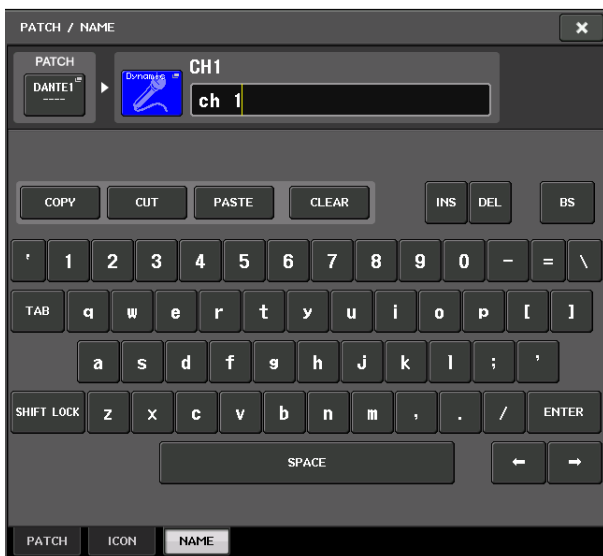 PATCH / NAME
PATCH
DANTE1
----
Dynamic
CH1
ch 1
COPY CUT PASTE CLEAR INS DEL BS
' 1 2 3 4 5 6 7 8 9 0 - = \
TAB q w e r t y u i o p [ ]
a s d f g h j k l ; '
SHIFT LOCK z x c v b n m , . / ENTER
SPACE ← →
PATCH ICON NAME